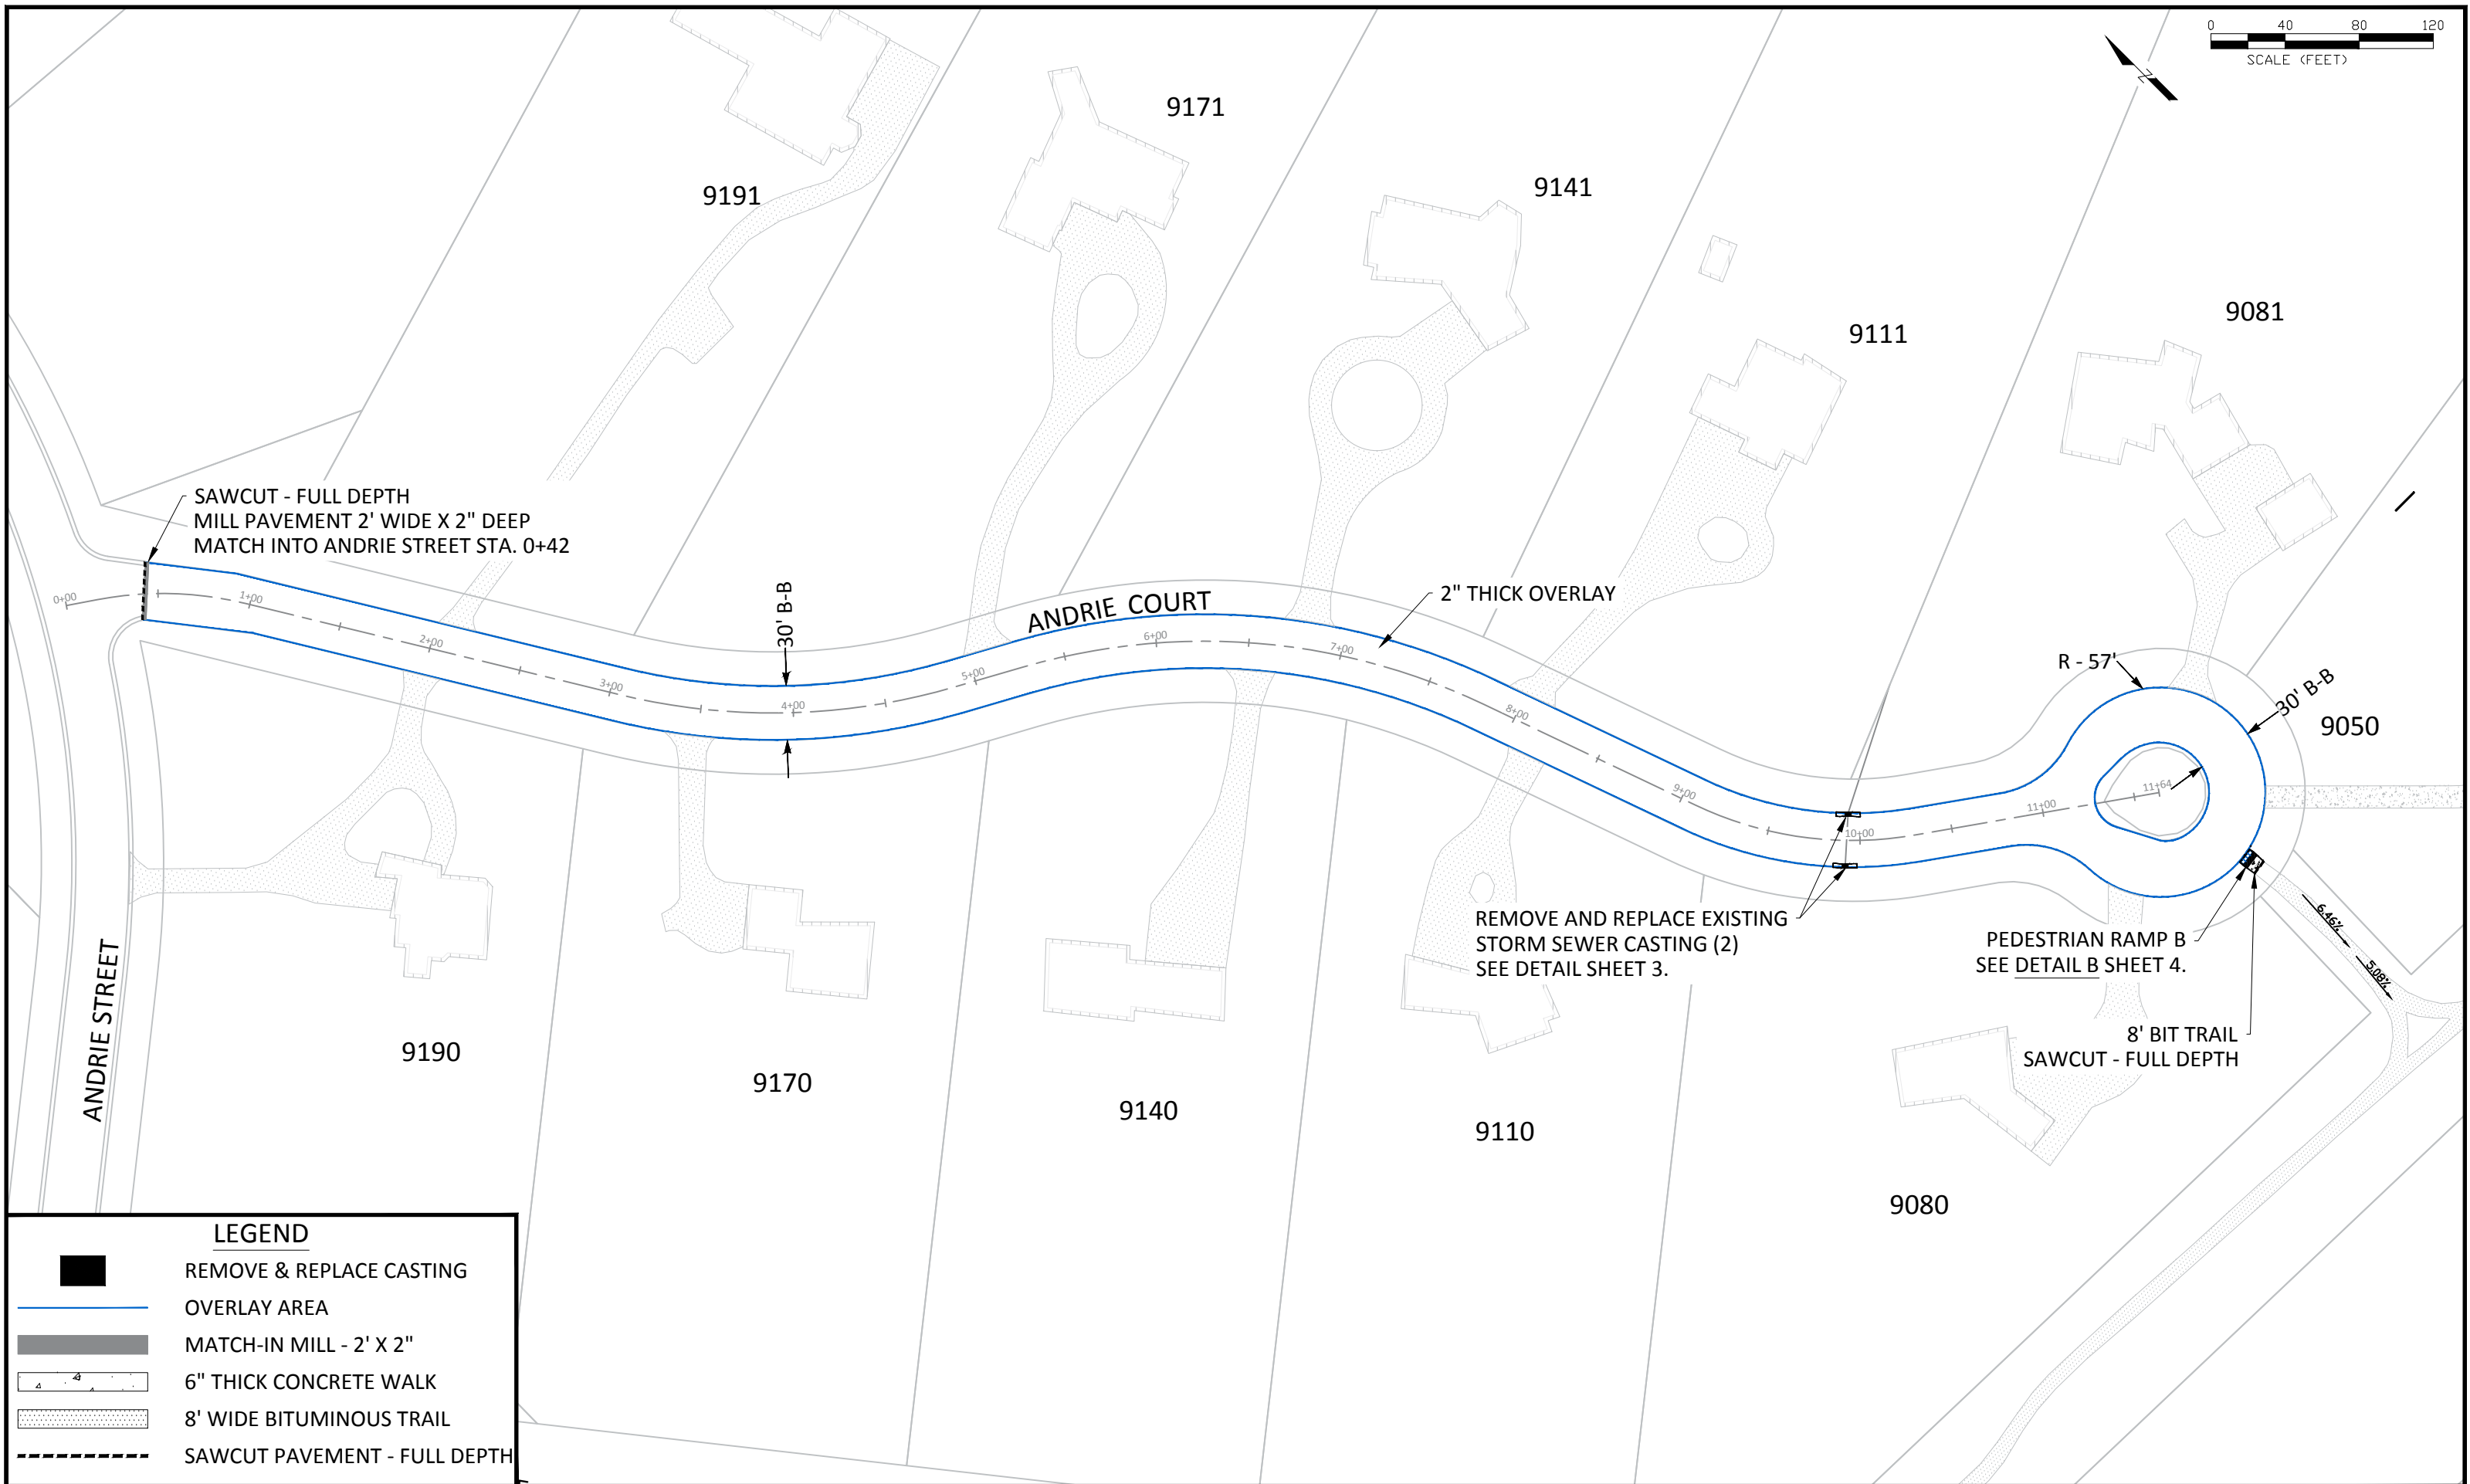 0 40 80 120
SCALE (FEET)
Z
9171
9191
9141
9081
9111
SAWCUT - FULL DEPTH
MILL PAVEMENT 2' WIDE X 2" DEEP
MATCH INTO ANDRIE STREET STA. 0+42
30' B-B
ANDRIE COURT
2" THICK OVERLAY
0+00
1+00
2+00
3+00
4+00
5+00
6+00
7+00
8+00
9+00
10+00
11+00
11+64
R - 57'
30' B-B
9050
REMOVE AND REPLACE EXISTING
STORM SEWER CASTING (2)
SEE DETAIL SHEET 3.
PEDESTRIAN RAMP B
SEE DETAIL B SHEET 4.
6.46%
5.08%
8' BIT TRAIL
SAWCUT - FULL DEPTH
ANDRIE STREET
9190
9170
9140
9110
9080
LEGEND
REMOVE & REPLACE CASTING
OVERLAY AREA
MATCH-IN MILL - 2' X 2"
6" THICK CONCRETE WALK
8' WIDE BITUMINOUS TRAIL
SAWCUT PAVEMENT - FULL DEPTH